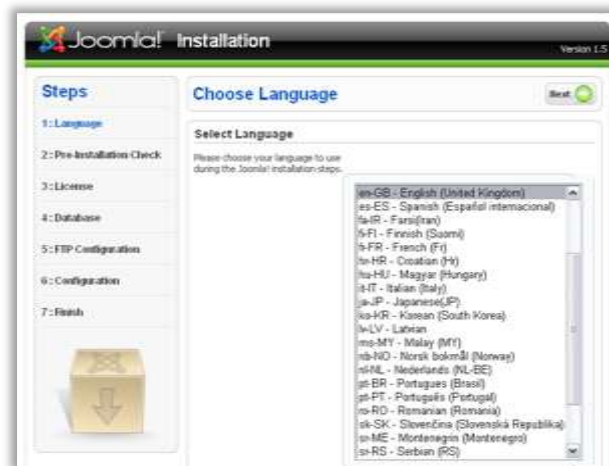 Joomla! Installation
Version 1.5
Steps
1 : Language
2 : Pre-Installation Check
3 : License
4 : Database
5 : FTP Configuration
6 : Configuration
7 : Finish
Choose Language
Next
Select Language
Please choose your language to use
during the Joomla! installation steps.
en-GB - English (United Kingdom)
es-ES - Spanish (Español internacional)
fa-IR - Farsi(Iran)
fi-FI - Finnish (Suomi)
fr-FR - French (Fr)
hr-HR - Croatian (Hr)
hu-HU - Magyar (Hungary)
it-IT - Italian (Italy)
ja-JP - Japanese(JP)
ko-KR - Korean (South Korea)
lv-LV - Latvian
ms-MY - Malay (MY)
nb-NO - Norsk bokmål (Norway)
nl-NL - Nederlands (NL-BE)
pt-BR - Portugues (Brasil)
pt-PT - Português (Portugal)
ro-RO - Romanian (Romania)
sk-SK - Slovenčina (Slovenská Republika)
sr-ME - Montenegrin (Montenegro)
sr-RS - Serbian (RS)